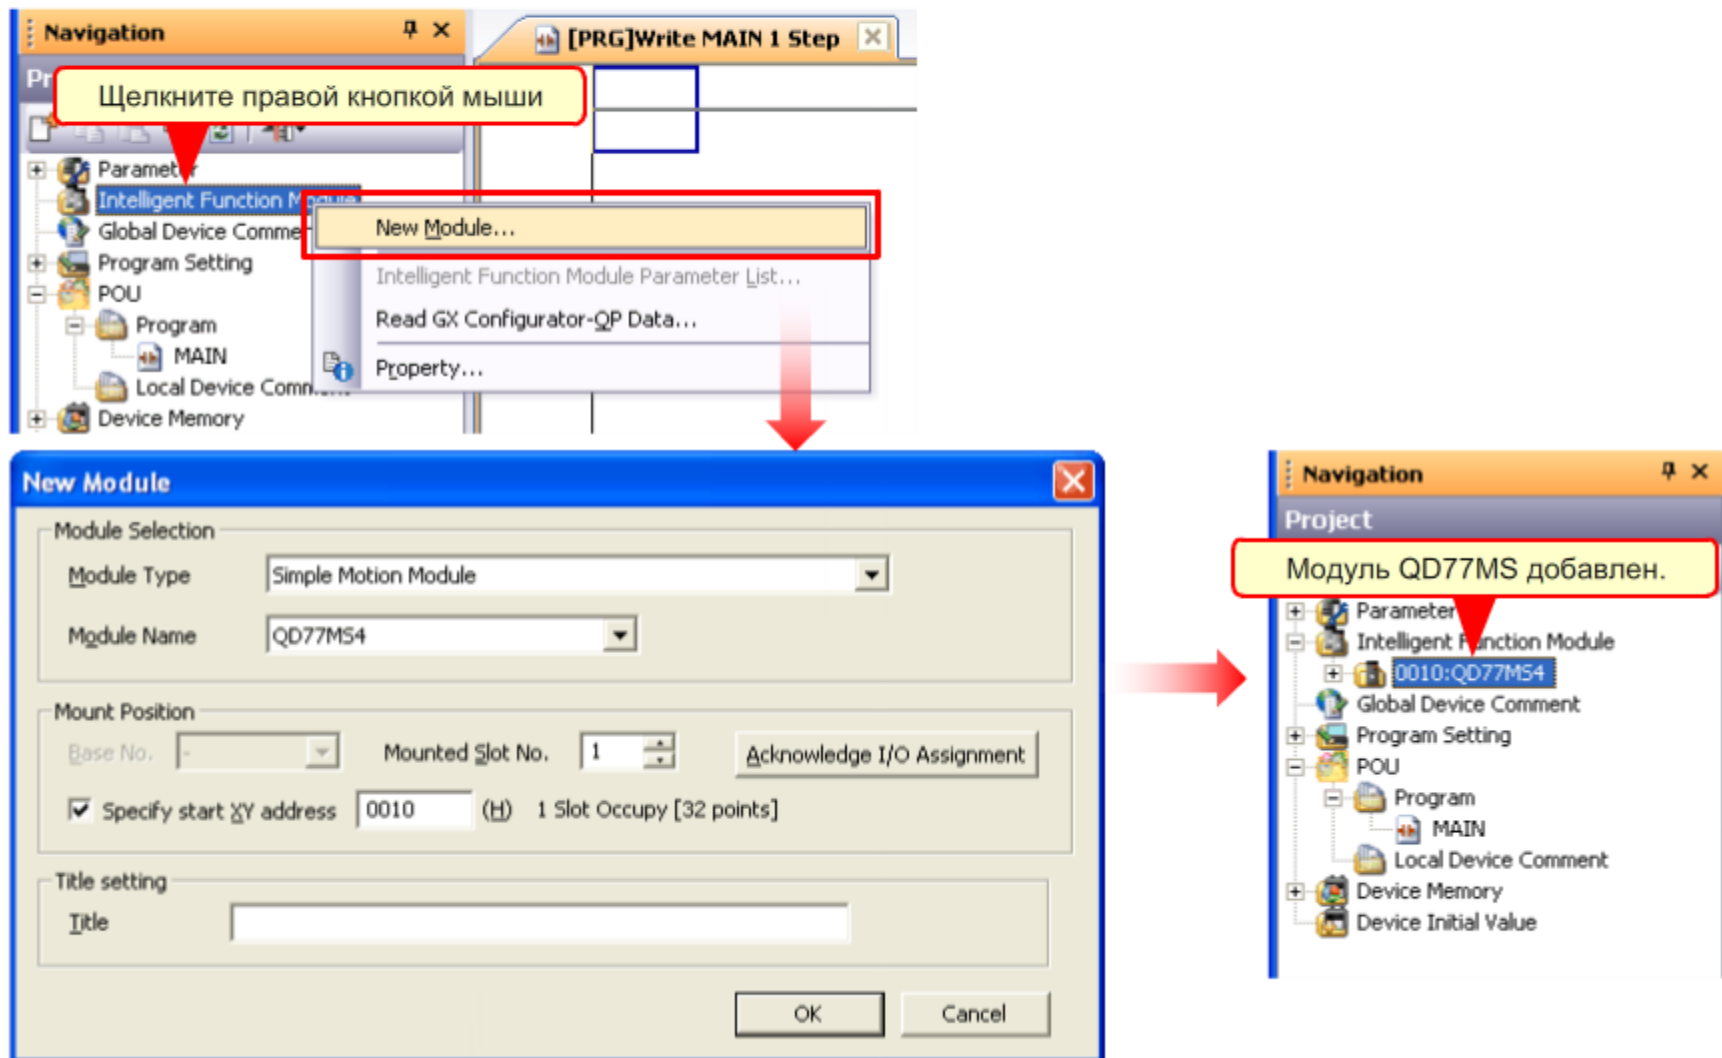 Navigation
[PRG]Write MAIN 1 Step
Pr
Щелкните правой кнопкой мыши
Parameter
Intelligent Function Module
New Module...
Global Device Comme
Program Setting
Intelligent Function Module Parameter List...
POU
Read GX Configurator-QP Data...
Program
MAIN
Property...
Local Device Comment
Device Memory
New Module
Module Selection
Module Type
Simple Motion Module
Module Name
QD77MS4
Mount Position
Base No.
-
Mounted Slot No.
1
Acknowledge I/O Assignment
Specify start XY address
0010
(H)
1 Slot Occupy [32 points]
Title setting
Title
OK
Cancel
Navigation
Project
Модуль QD77MS добавлен.
Parameter
Intelligent Function Module
0010:QD77MS4
Global Device Comment
Program Setting
POU
Program
MAIN
Local Device Comment
Device Memory
Device Initial Value